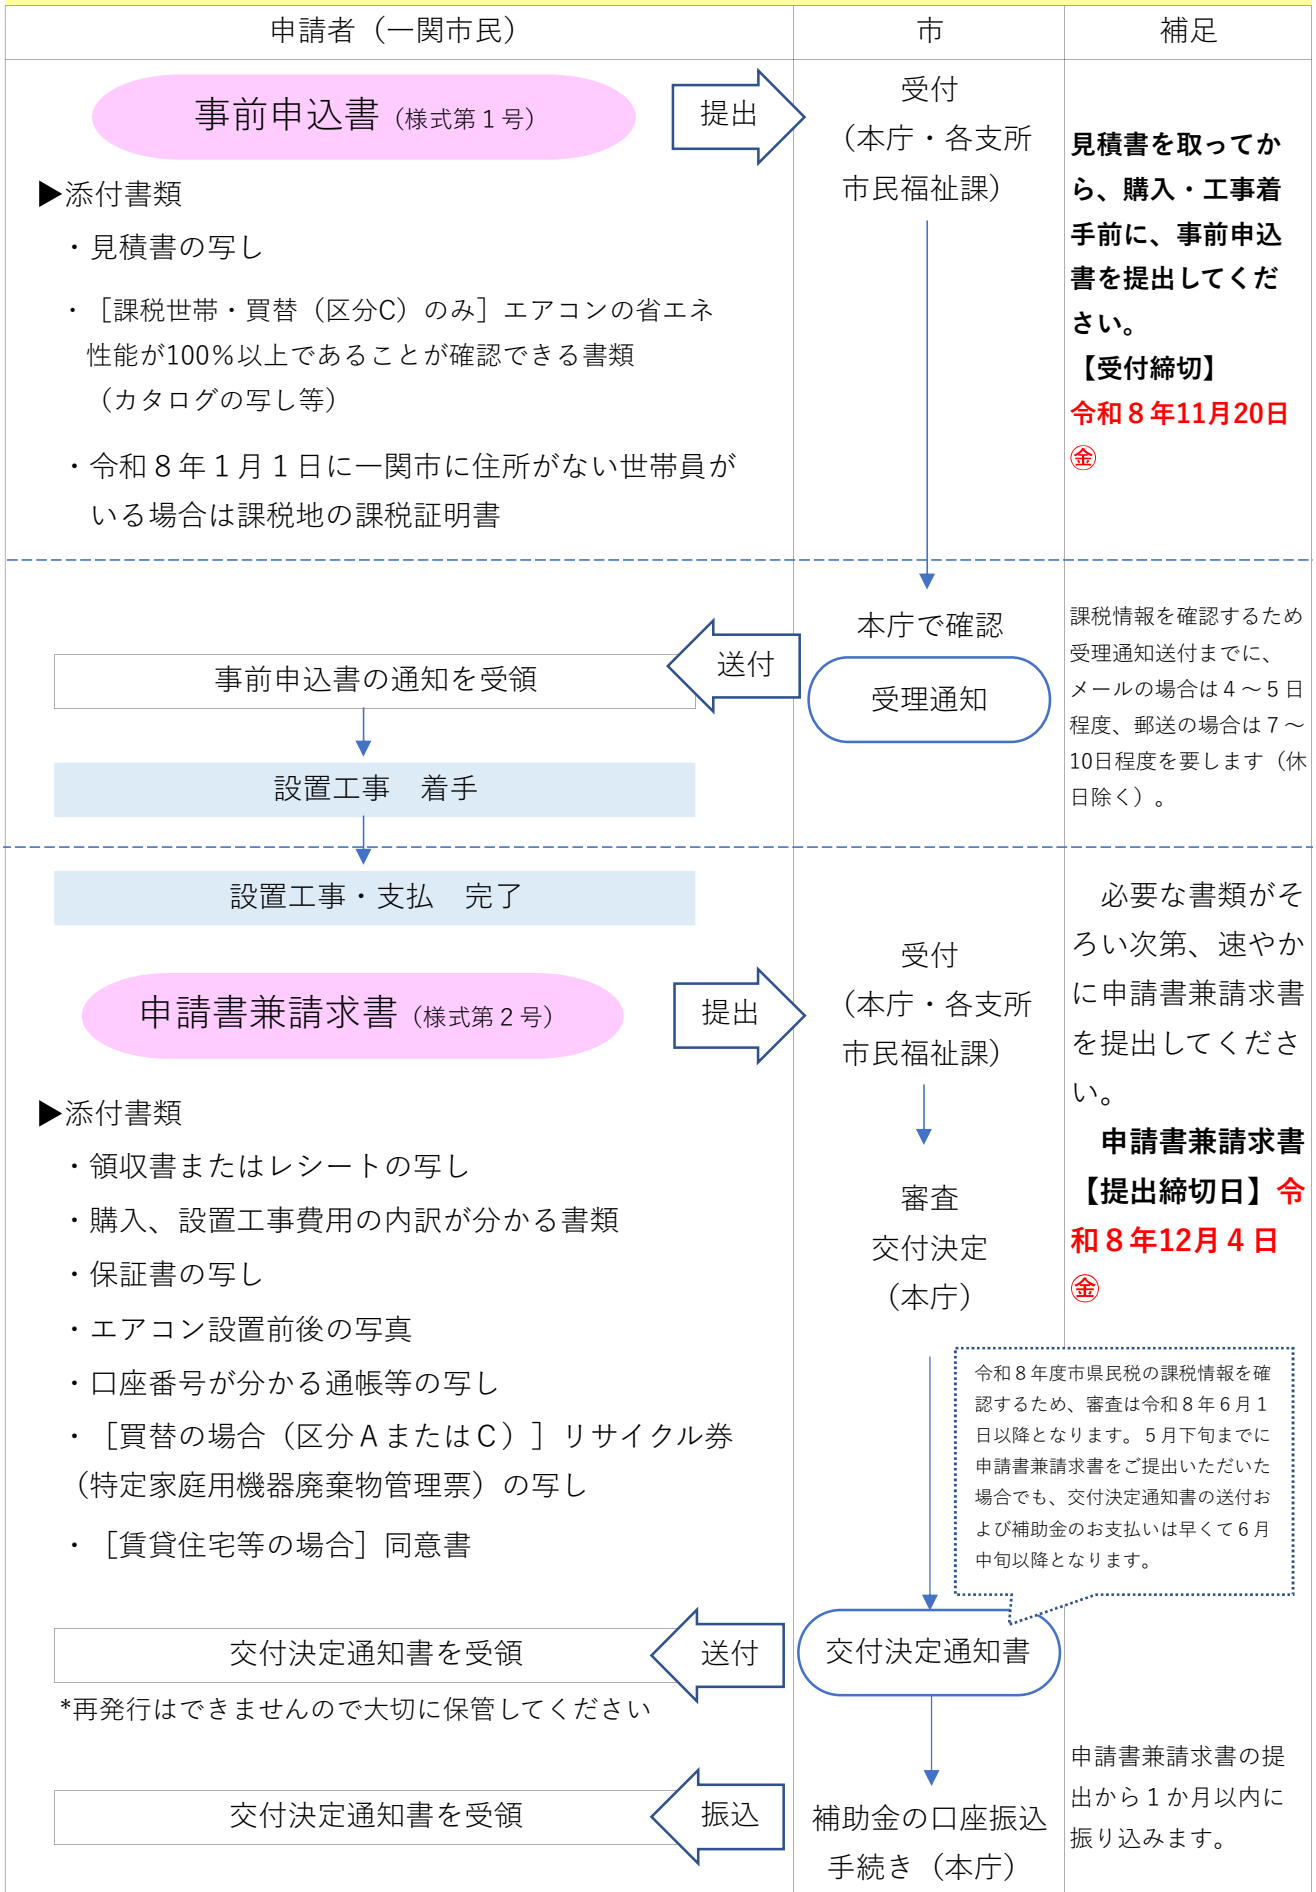 申請者（一関市民）
市
補足
事前申込書（様式第１号）
提出
受付
（本庁・各支所
市民福祉課）
見積書を取ってか
ら、購入・工事着
手前に、事前申込
書を提出してくだ
さい。
【受付締切】
令和８年11月20日
㊎
▶添付書類
・見積書の写し
・［課税世帯・買替（区分C）のみ］エアコンの省エネ
性能が100％以上であることが確認できる書類
（カタログの写し等）
・令和８年１月１日に一関市に住所がない世帯員が
いる場合は課税地の課税証明書
本庁で確認
受理通知
送付
事前申込書の通知を受領
課税情報を確認するため
受理通知送付までに、
メールの場合は４～５日
程度、郵送の場合は７～
10日程度を要します（休
日除く）。
設置工事　着手
設置工事・支払　完了
申請書兼請求書（様式第２号）
提出
受付
（本庁・各支所
市民福祉課）
必要な書類がそ
ろい次第、速やか
に申請書兼請求書
を提出してくださ
い。
申請書兼請求書
【提出締切日】令
和８年12月４日
㊎
▶添付書類
・領収書またはレシートの写し
・購入、設置工事費用の内訳が分かる書類
・保証書の写し
・エアコン設置前後の写真
・口座番号が分かる通帳等の写し
・［買替の場合（区分ＡまたはＣ）］リサイクル券
（特定家庭用機器廃棄物管理票）の写し
・［賃貸住宅等の場合］同意書
審査
交付決定
（本庁）
令和８年度市県民税の課税情報を確
認するため、審査は令和８年６月１
日以降となります。５月下旬までに
申請書兼請求書をご提出いただいた
場合でも、交付決定通知書の送付お
よび補助金のお支払いは早くて６月
中旬以降となります。
交付決定通知書
送付
交付決定通知書を受領
*再発行はできませんので大切に保管してください
補助金の口座振込
手続き（本庁）
振込
交付決定通知書を受領
申請書兼請求書の提
出から１か月以内に
振り込みます。